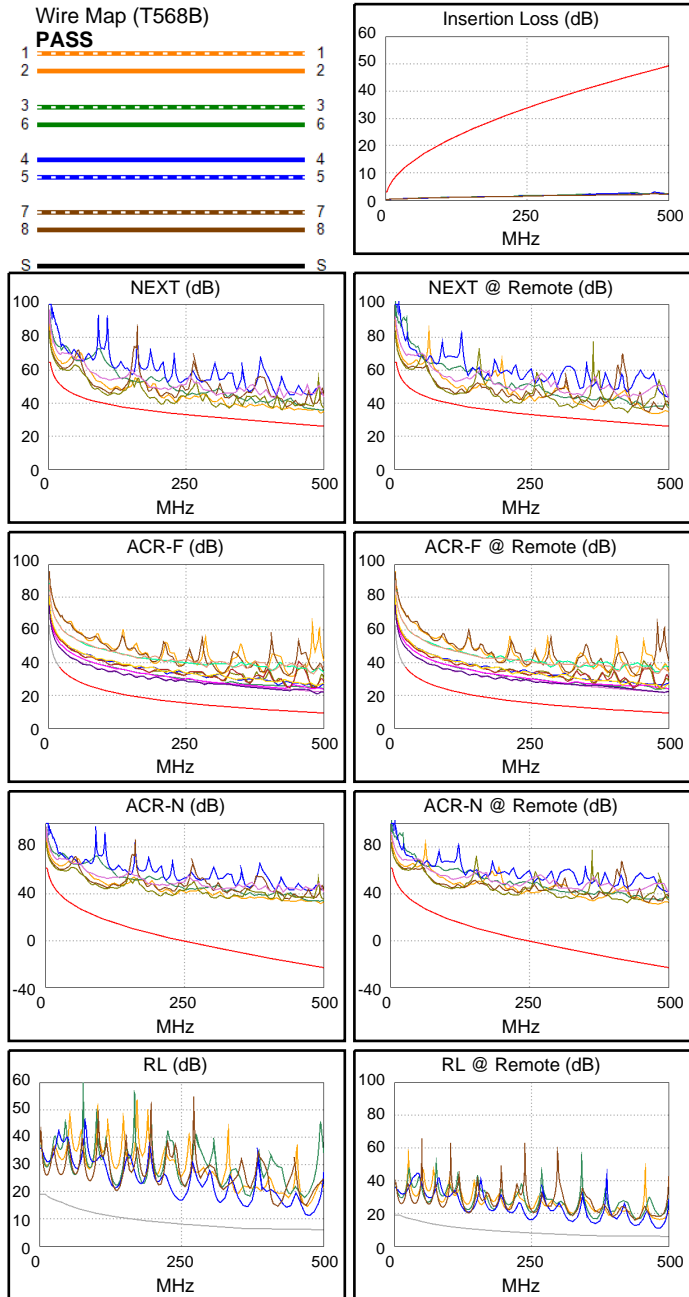 Wire Map (T568B)
PASS
1 1
2 2
3 3
6 6
4 4
5 5
7 7
8 8
S S
Insertion Loss (dB)
60
50
40
30
20
10
0
0 250 500
MHz
NEXT (dB)
100
80
60
40
20
0
0 250 500
MHz
NEXT @ Remote (dB)
100
80
60
40
20
0
0 250 500
MHz
ACR-F (dB)
100
80
60
40
20
0
0 250 500
MHz
ACR-F @ Remote (dB)
100
80
60
40
20
0
0 250 500
MHz
ACR-N (dB)
80
40
0
-40
0 250 500
MHz
ACR-N @ Remote (dB)
80
40
0
-40
0 250 500
MHz
RL (dB)
60
50
40
30
20
10
0
0 250 500
MHz
RL @ Remote (dB)
100
80
60
40
20
0
0 250 500
MHz